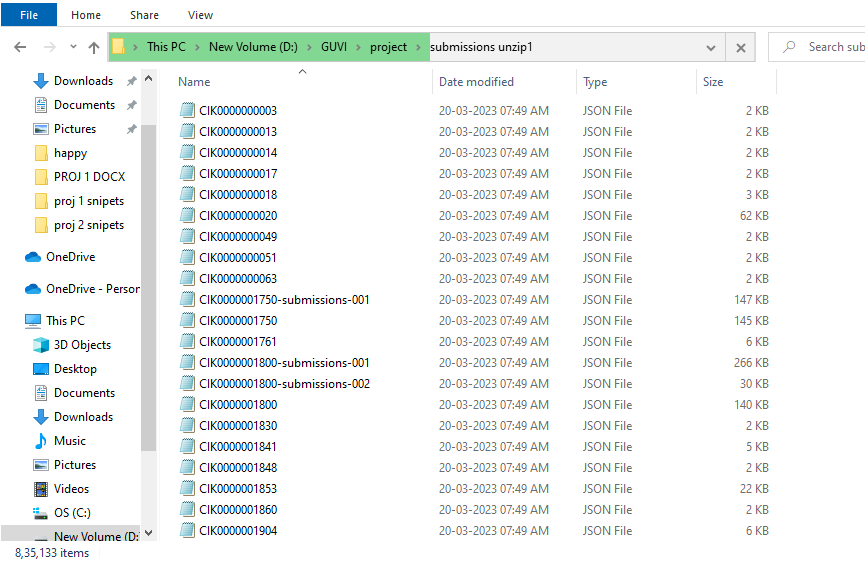 File Home Share View
This PC New Volume (D:) GUVI project submissions unzip1 Search sub
Name Date modified Type Size
Downloads
Documents
Pictures
happy
PROJ 1 DOCX
proj 1 snipets
proj 2 snipets
OneDrive
OneDrive - Person
This PC
3D Objects
Desktop
Documents
Downloads
Music
Pictures
Videos
OS (C:)
New Volume (D:
CIK0000000003 20-03-2023 07:49 AM JSON File 2 KB
CIK0000000013 20-03-2023 07:49 AM JSON File 2 KB
CIK0000000014 20-03-2023 07:49 AM JSON File 2 KB
CIK0000000017 20-03-2023 07:49 AM JSON File 2 KB
CIK0000000018 20-03-2023 07:49 AM JSON File 3 KB
CIK0000000020 20-03-2023 07:49 AM JSON File 62 KB
CIK0000000049 20-03-2023 07:49 AM JSON File 2 KB
CIK0000000051 20-03-2023 07:49 AM JSON File 2 KB
CIK0000000063 20-03-2023 07:49 AM JSON File 2 KB
CIK0000001750-submissions-001 20-03-2023 07:49 AM JSON File 147 KB
CIK0000001750 20-03-2023 07:49 AM JSON File 145 KB
CIK0000001761 20-03-2023 07:49 AM JSON File 6 KB
CIK0000001800-submissions-001 20-03-2023 07:49 AM JSON File 266 KB
CIK0000001800-submissions-002 20-03-2023 07:49 AM JSON File 30 KB
CIK0000001800 20-03-2023 07:49 AM JSON File 140 KB
CIK0000001830 20-03-2023 07:49 AM JSON File 2 KB
CIK0000001841 20-03-2023 07:49 AM JSON File 5 KB
CIK0000001848 20-03-2023 07:49 AM JSON File 2 KB
CIK0000001853 20-03-2023 07:49 AM JSON File 22 KB
CIK0000001860 20-03-2023 07:49 AM JSON File 2 KB
CIK0000001904 20-03-2023 07:49 AM JSON File 6 KB
8,35,133 items